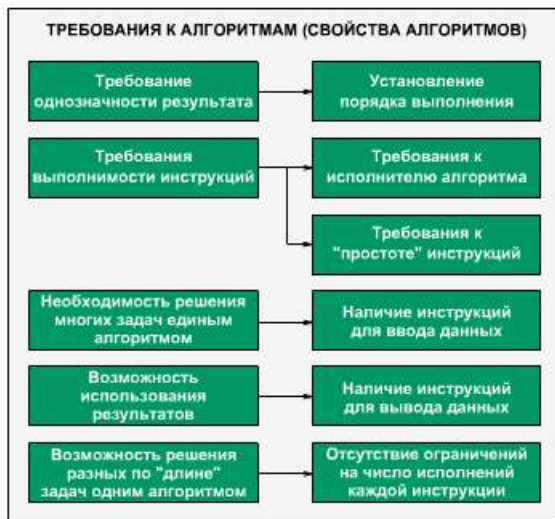 ТРЕБОВАНИЯ К АЛГОРИТМАМ (СВОЙСТВА АЛГОРИТМОВ)
Требование
однозначности результата
Установление
порядка выполнения
Требования
выполнимости инструкций
Требования к
исполнителю алгоритма
Требования к
"простоте" инструкций
Необходимость решения
многих задач единым
алгоритмом
Наличие инструкций
для ввода данных
Возможность
использования
результатов
Наличие инструкций
для вывода данных
Возможность решения
разных по "длине"
задач одним алгоритмом
Отсутствие ограничений
на число исполнений
каждой инструкции